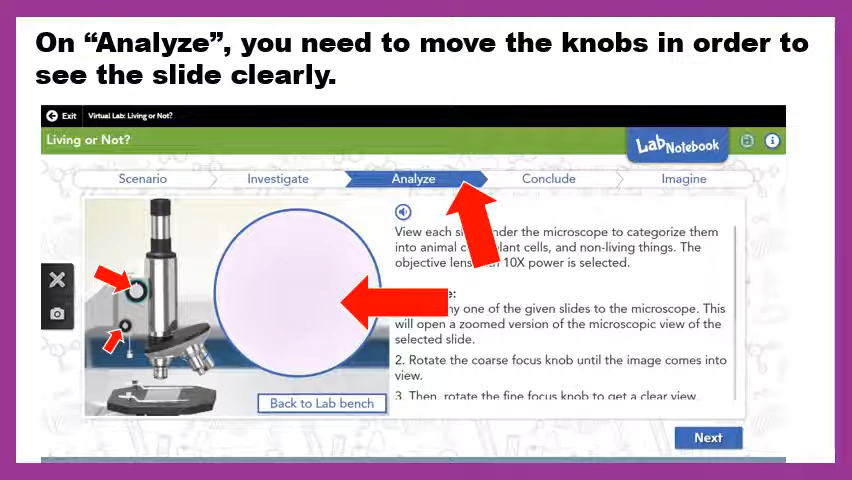 On “Analyze”, you need to move the knobs in order to
see the slide clearly.
Exit
Virtual Lab: Living or Not?
Living or Not?
Lab Notebook
Scenario
Investigate
Analyze
Conclude
Imagine
View each under the microscope to categorize them
into animal plant cells, and non-living things. The
objective lens 10X power is selected.
any one of the given slides to the microscope. This
will open a zoomed version of the microscopic view of the
selected slide.
2. Rotate the coarse focus knob until the image comes into
view.
3. Then, rotate the fine focus knob to get a clear view.
Back to Lab bench
Next